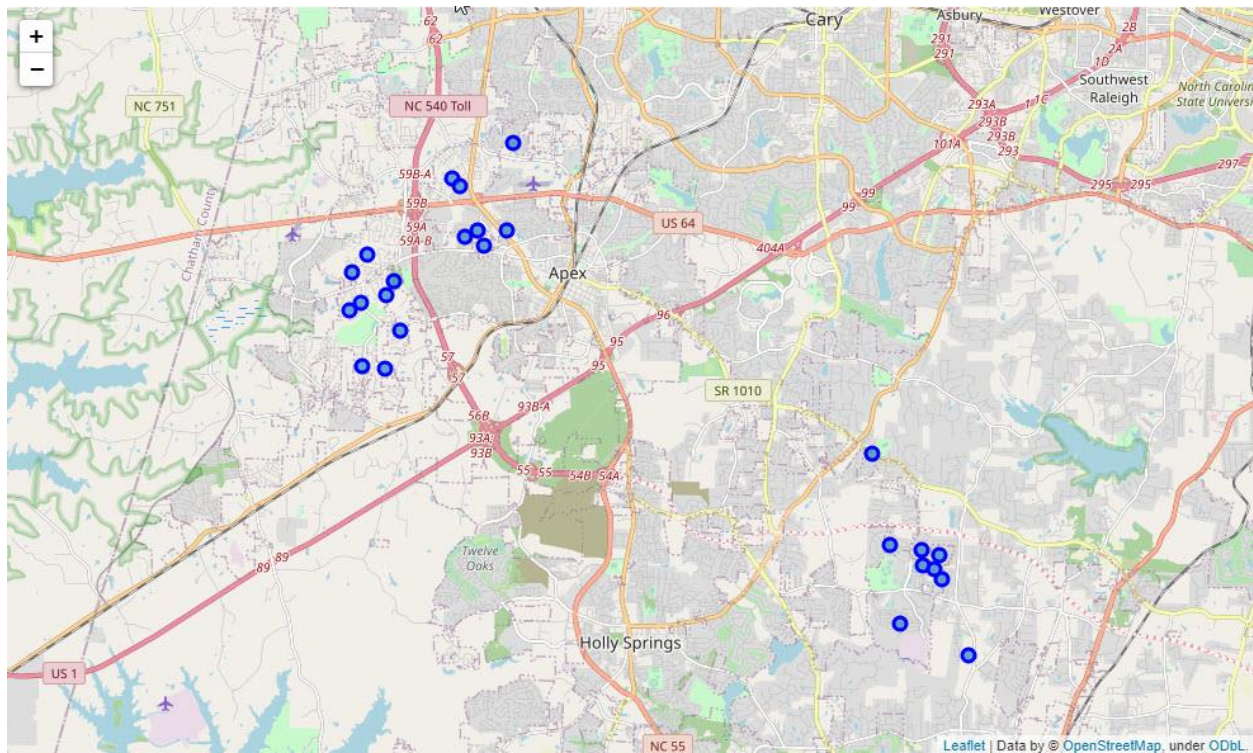 +
−
Cary
Asbury
Westover
291
291
2B
2A
1D
1C
Southwest
Raleigh
North Carolina
State University
62
62
NC 751
NC 540 Toll
293A
293B
293B
293
101A
297
295
295
59B-A
59B
59A
59A-B
US 64
99
99
404A
Chatham County
Apex
96
95
95
57
57
SR 1010
93B-A
56B
93A;
93B
55
55
54B
54A
Twelve
Oaks
89
89
Holly Springs
US 1
NC 55
Leaflet | Data by © OpenStreetMap, under ODbL